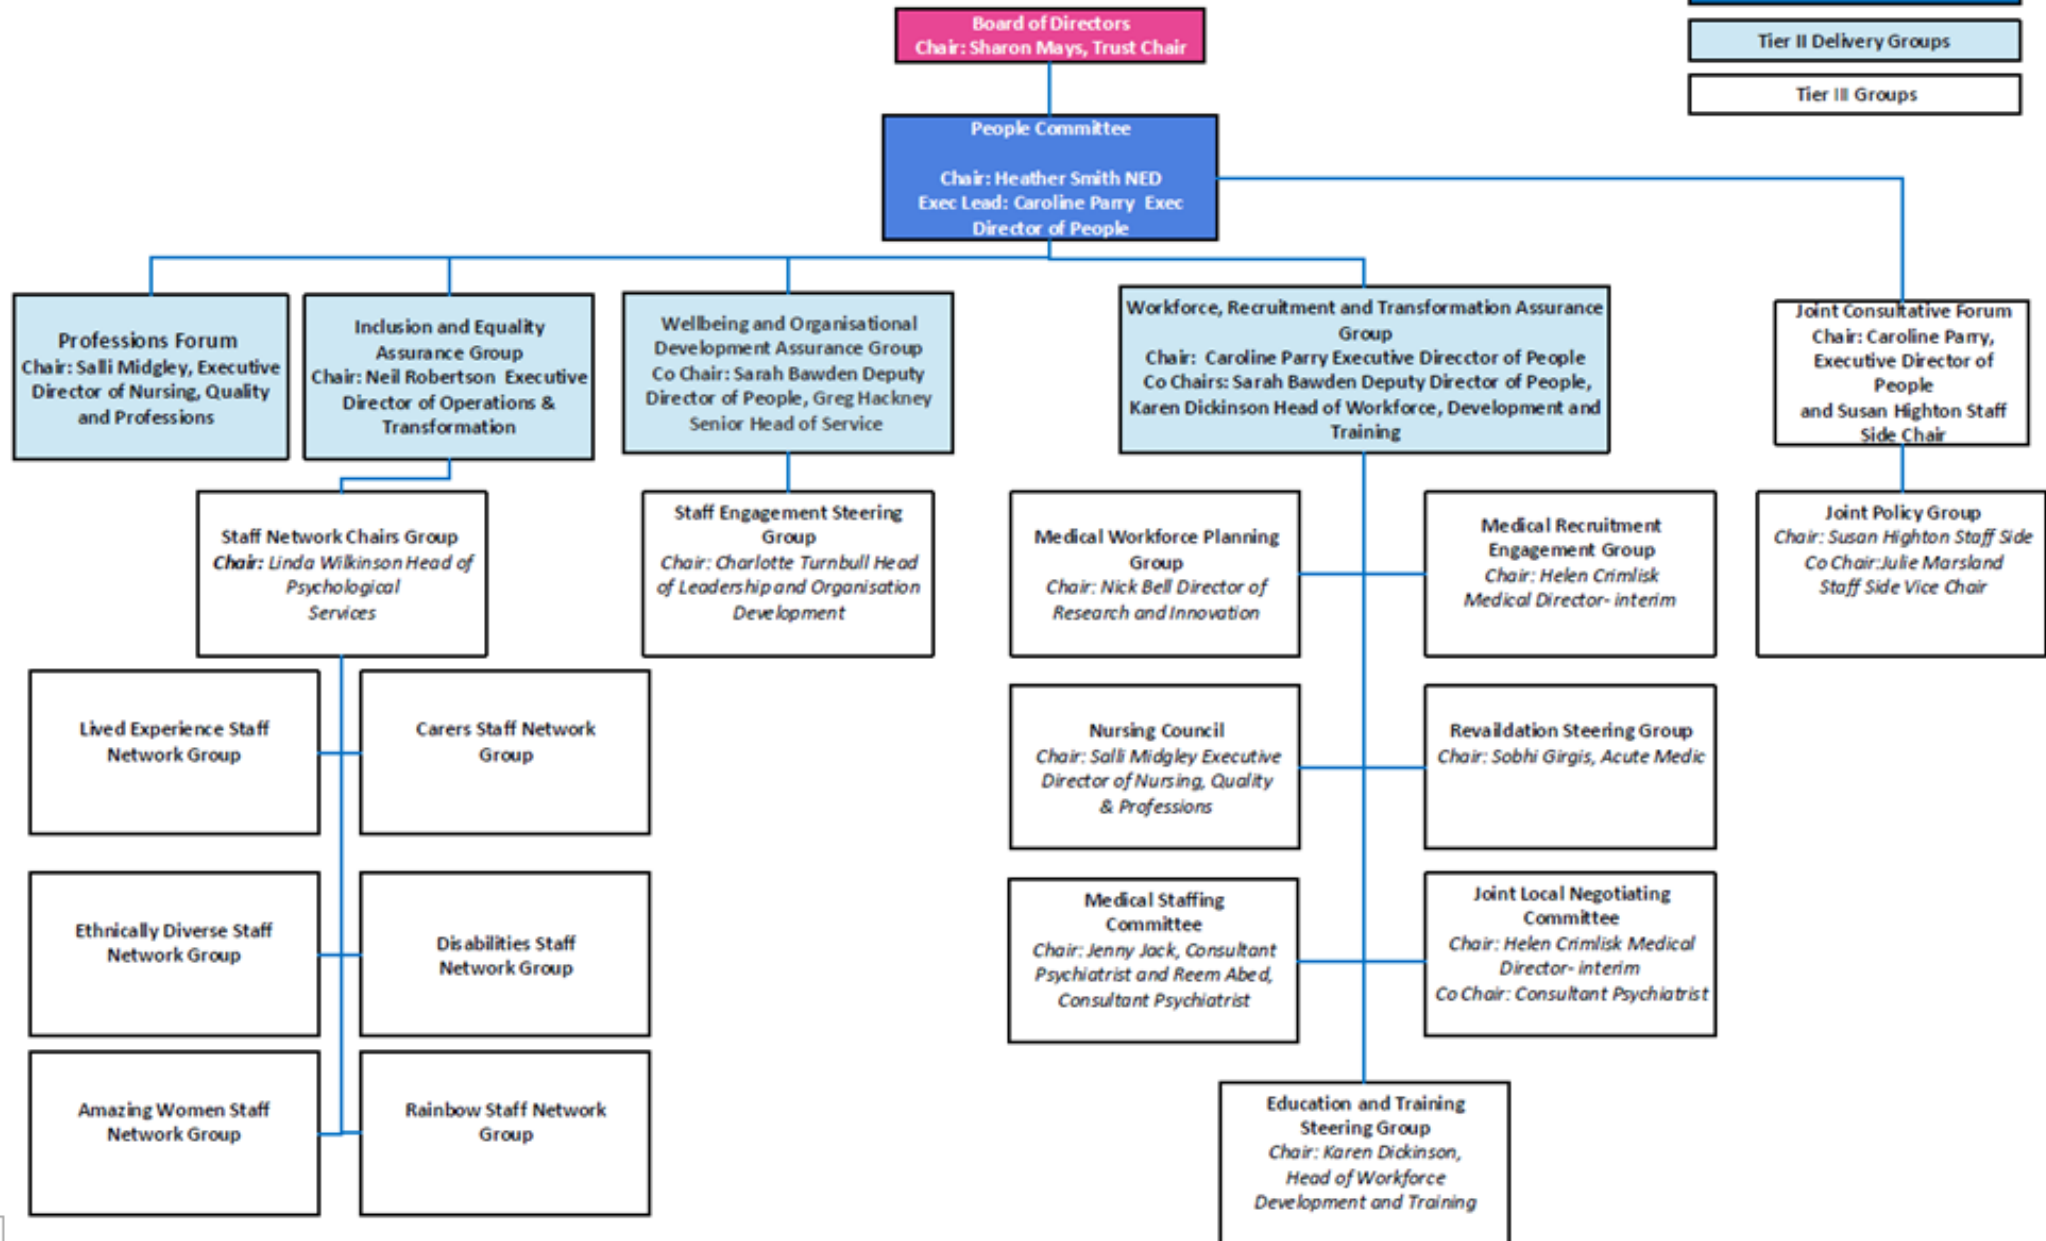 Board of Directors
Chair: Sharon Mays, Trust Chair
Tier II Delivery Groups
Tier III Groups
People Committee
Chair: Heather Smith NED
Exec Lead: Caroline Parry Exec
Director of People
Professions Forum
Chair: Salli Midgley, Executive
Director of Nursing, Quality
and Professions
Inclusion and Equality
Assurance Group
Chair: Neil Robertson Executive
Director of Operations &
Transformation
Wellbeing and Organisational
Development Assurance Group
Co Chair: Sarah Bawden Deputy
Director of People, Greg Hackney
Senior Head of Service
Workforce, Recruitment and Transformation Assurance
Group
Chair: Caroline Parry Executive Direcctor of People
Co Chairs: Sarah Bawden Deputy Director of People,
Karen Dickinson Head of Workforce, Development and
Training
Joint Consultative Forum
Chair: Caroline Parry,
Executive Director of
People
and Susan Highton Staff
Side Chair
Staff Network Chairs Group
Chair: Linda Wilkinson Head of
Psychological
Services
Staff Engagement Steering
Group
Chair: Charlotte Turnbull Head
of Leadership and Organisation
Development
Medical Workforce Planning
Group
Chair: Nick Bell Director of
Research and Innovation
Medical Recruitment
Engagement Group
Chair: Helen Crimlisk
Medical Director- interim
Joint Policy Group
Chair: Susan Highton Staff Side
Co Chair:Julie Marsland
Staff Side Vice Chair
Lived Experience Staff
Network Group
Carers Staff Network
Group
Nursing Council
Chair: Salli Midgley Executive
Director of Nursing, Quality
& Professions
Revaildation Steering Group
Chair: Sobhi Girgis, Acute Medic
Ethnically Diverse Staff
Network Group
Disabilities Staff
Network Group
Medical Staffing
Committee
Chair: Jenny Jack, Consultant
Psychiatrist and Reem Abed,
Consultant Psychiatrist
Joint Local Negotiating
Committee
Chair: Helen Crimlisk Medical
Director- interim
Co Chair: Consultant Psychiatrist
Amazing Women Staff
Network Group
Rainbow Staff Network
Group
Education and Training
Steering Group
Chair: Karen Dickinson,
Head of Workforce
Development and Training